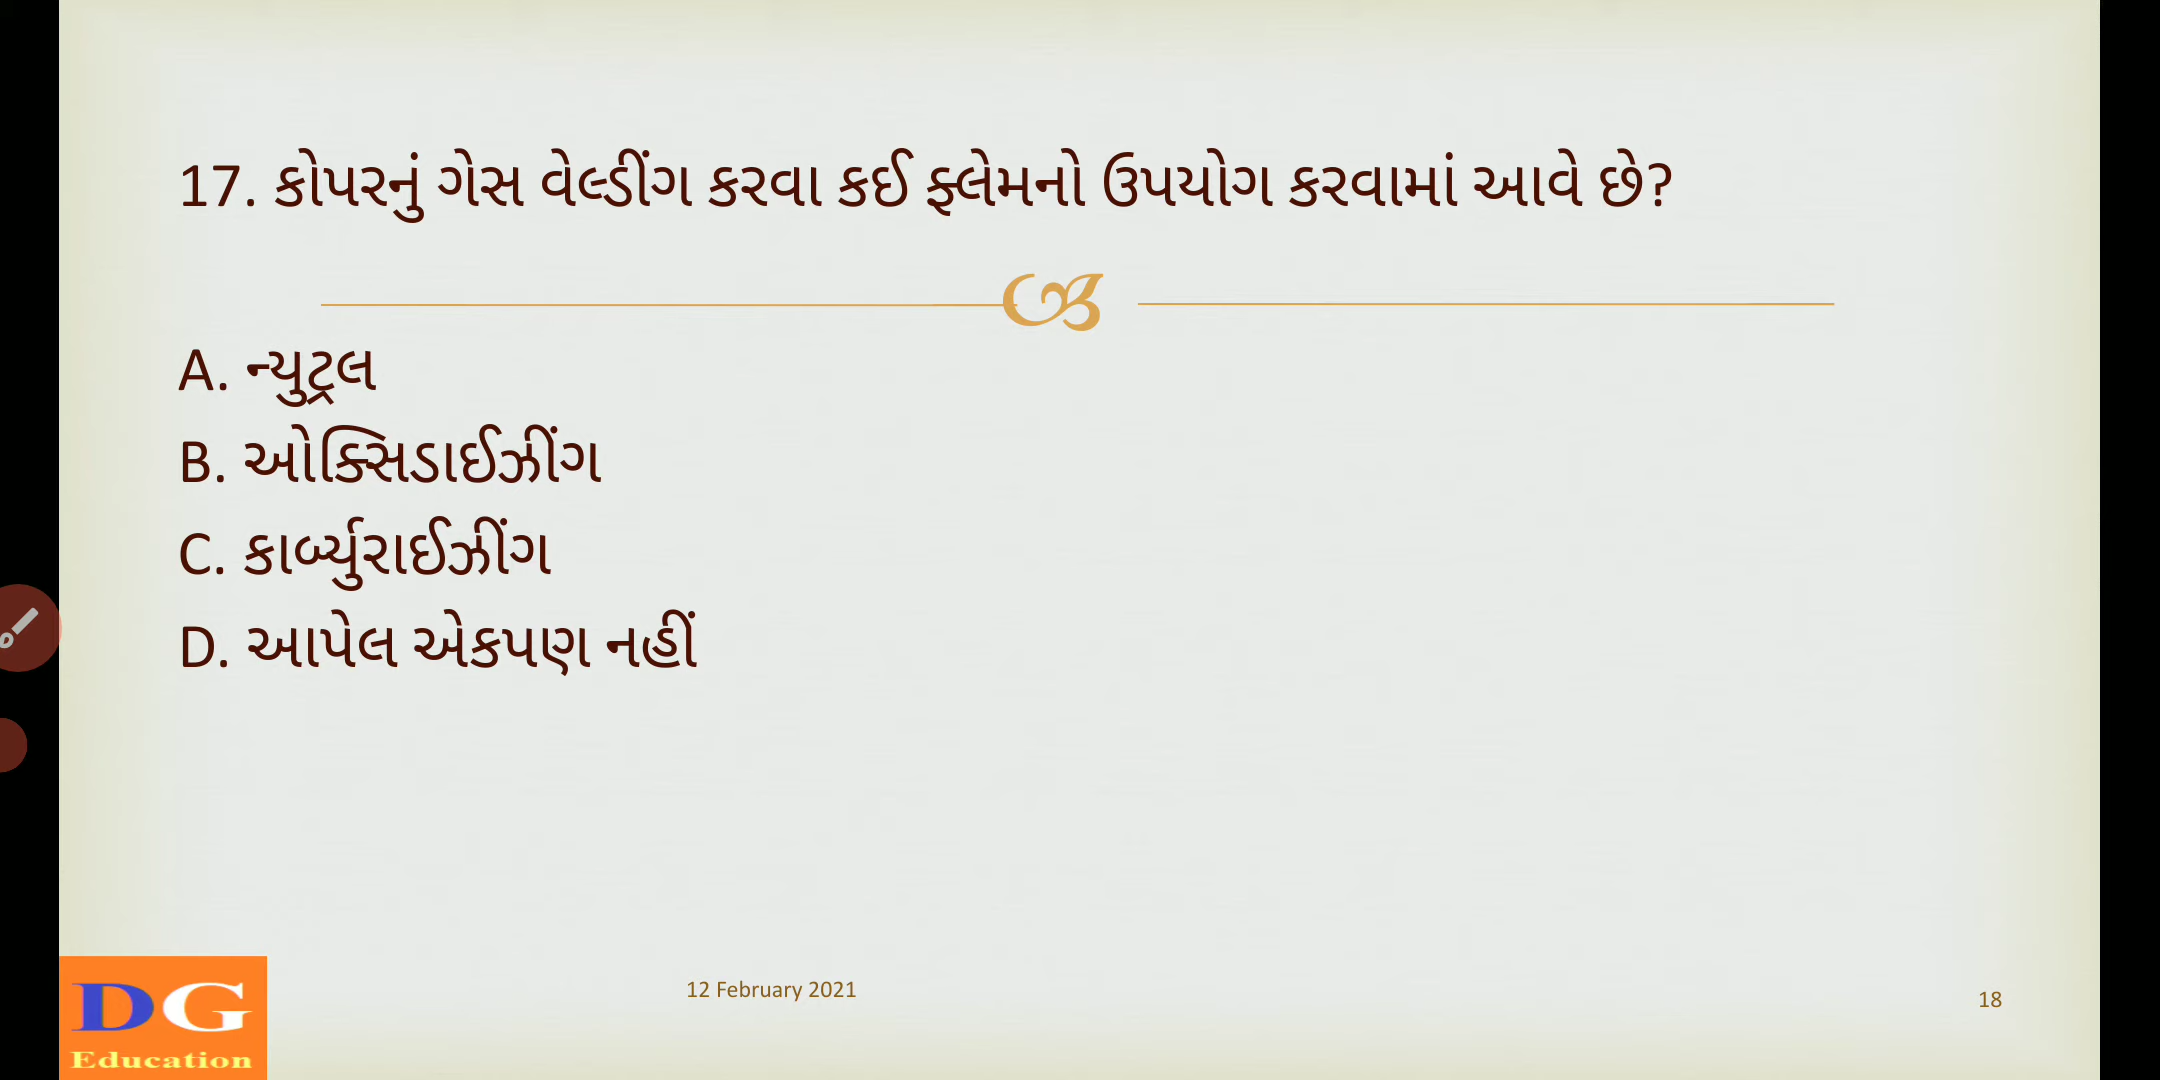 17. કોપરનું ગેસ વેલ્ડીંગ કરવા કઈ ફ્લેમનો ઉપયોગ કરવામાં આવે છે?
A. ન્યુટ્રલ
B. ઓક્સિડાઈઝીંગ
C. કાર્બ્યુરાઈઝીંગ
D. આપેલ એકપણ નહીં
DG
Education
12 February 2021
18